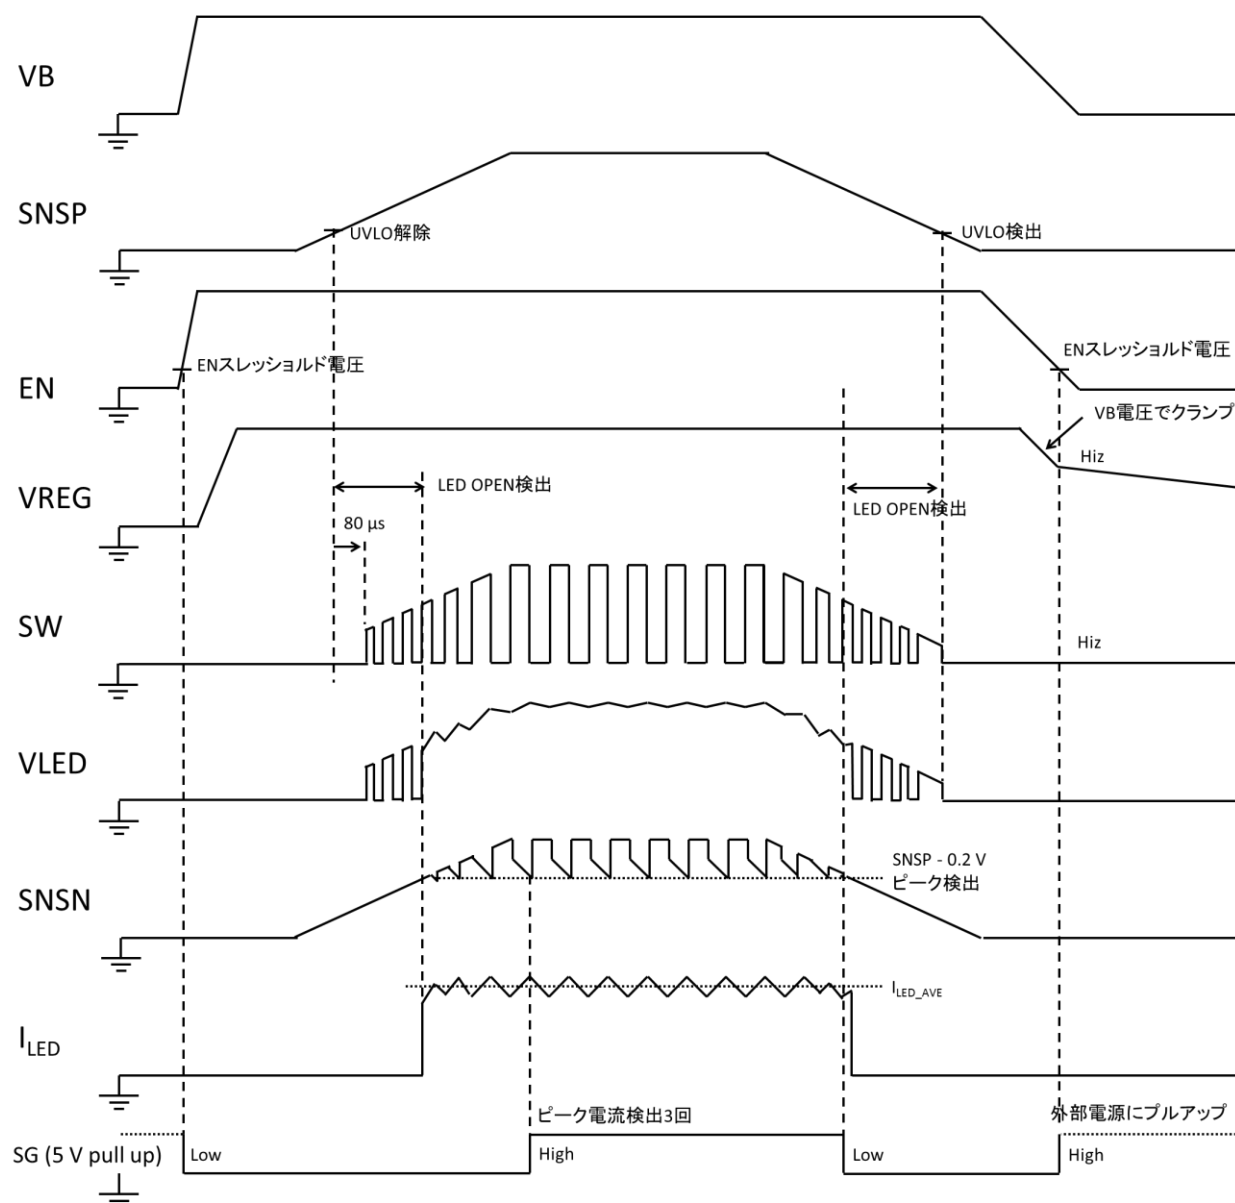 VB
SNSP
UVLO解除
UVLO検出
ENスレッショルド電圧
ENスレッショルド電圧
EN
VB電圧でクランプ
Hiz
VREG
LED OPEN検出
LED OPEN検出
80 μs
SW
Hiz
VLED
SNSP - 0.2 V
ピーク検出
SNSN
ILED_AVE
ILED
ピーク電流検出3回
外部電源にプルアップ
SG (5 V pull up)
Low
High
Low
High